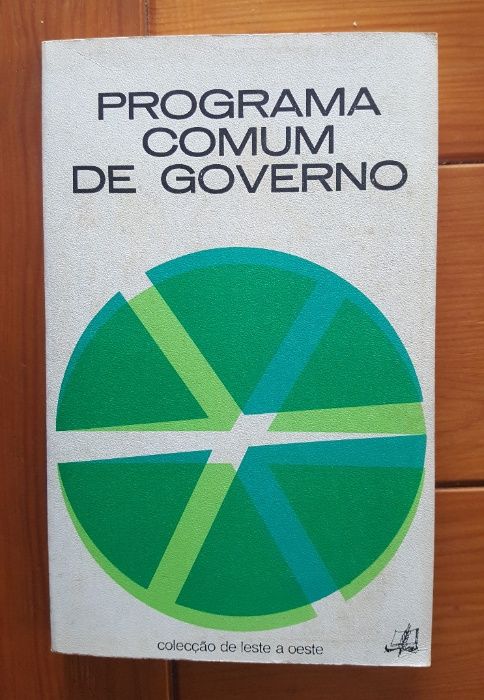 PROGRAMA
COMUM
DE GOVERNO
colecção de leste a oeste